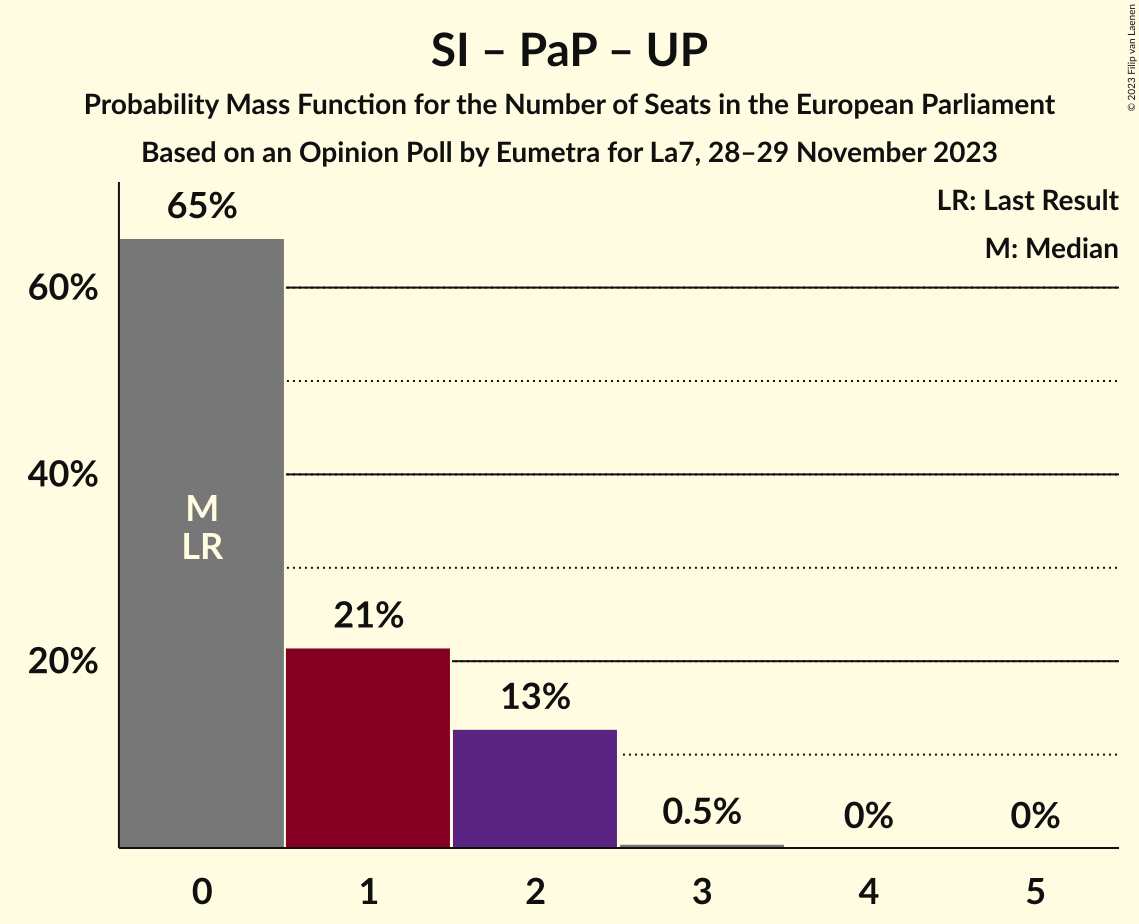 SI – PaP – UP
Probability Mass Function for the Number of Seats in the European Parliament
Based on an Opinion Poll by Eumetra for La7, 28–29 November 2023
© 2023 Filip van Laenen
LR: Last Result
M: Median
65%
60%
40%
M
LR
21%
20%
13%
0.5%
0%
0%
0
1
2
3
4
5